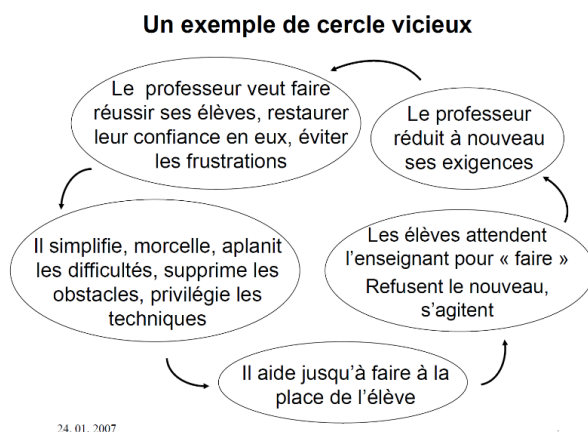 Un exemple de cercle vicieux
Le professeur veut faire
réussir ses élèves, restaurer
leur confiance en eux, éviter
les frustrations
Il simplifie, morcelle, aplanit
les difficultés, supprime les
obstacles, privilégie les
techniques
Il aide jusqu’à faire à la
place de l’élève
Les élèves attendent
l’enseignant pour « faire »
Refusent le nouveau,
s’agitent
Le professeur
réduit à nouveau
ses exigences
24. 01. 2007